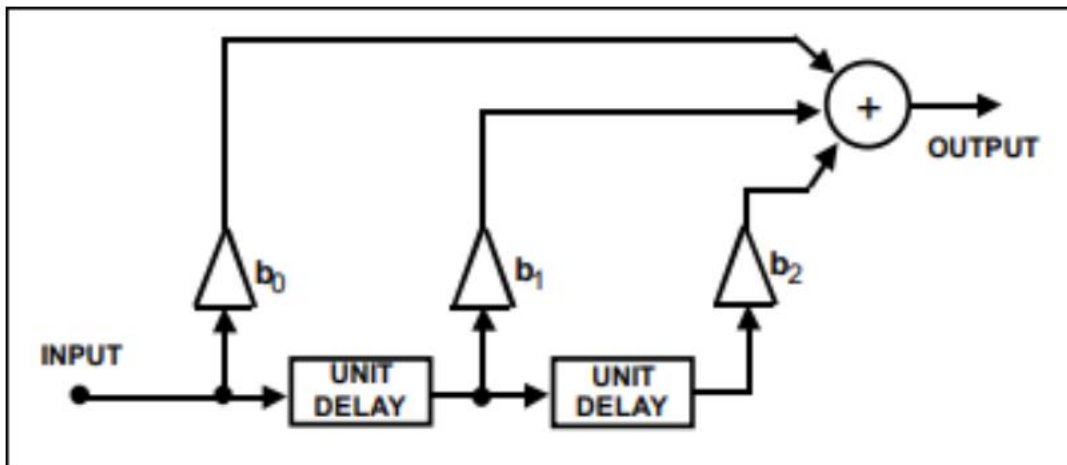 +
OUTPUT
b0
b1
b2
INPUT
UNIT
DELAY
UNIT
DELAY